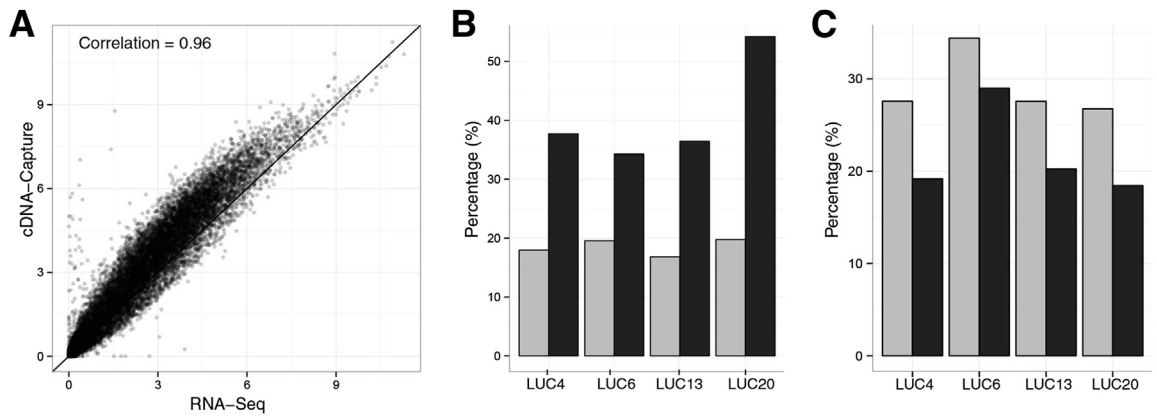 A
Correlation = 0.96
cDNA−Capture
9
6
3
0
0 3 6 9
RNA−Seq
B
Percentage (%)
50
40
30
20
10
0
LUC4 LUC6 LUC13 LUC20
C
Percentage (%)
30
20
10
0
LUC4 LUC6 LUC13 LUC20